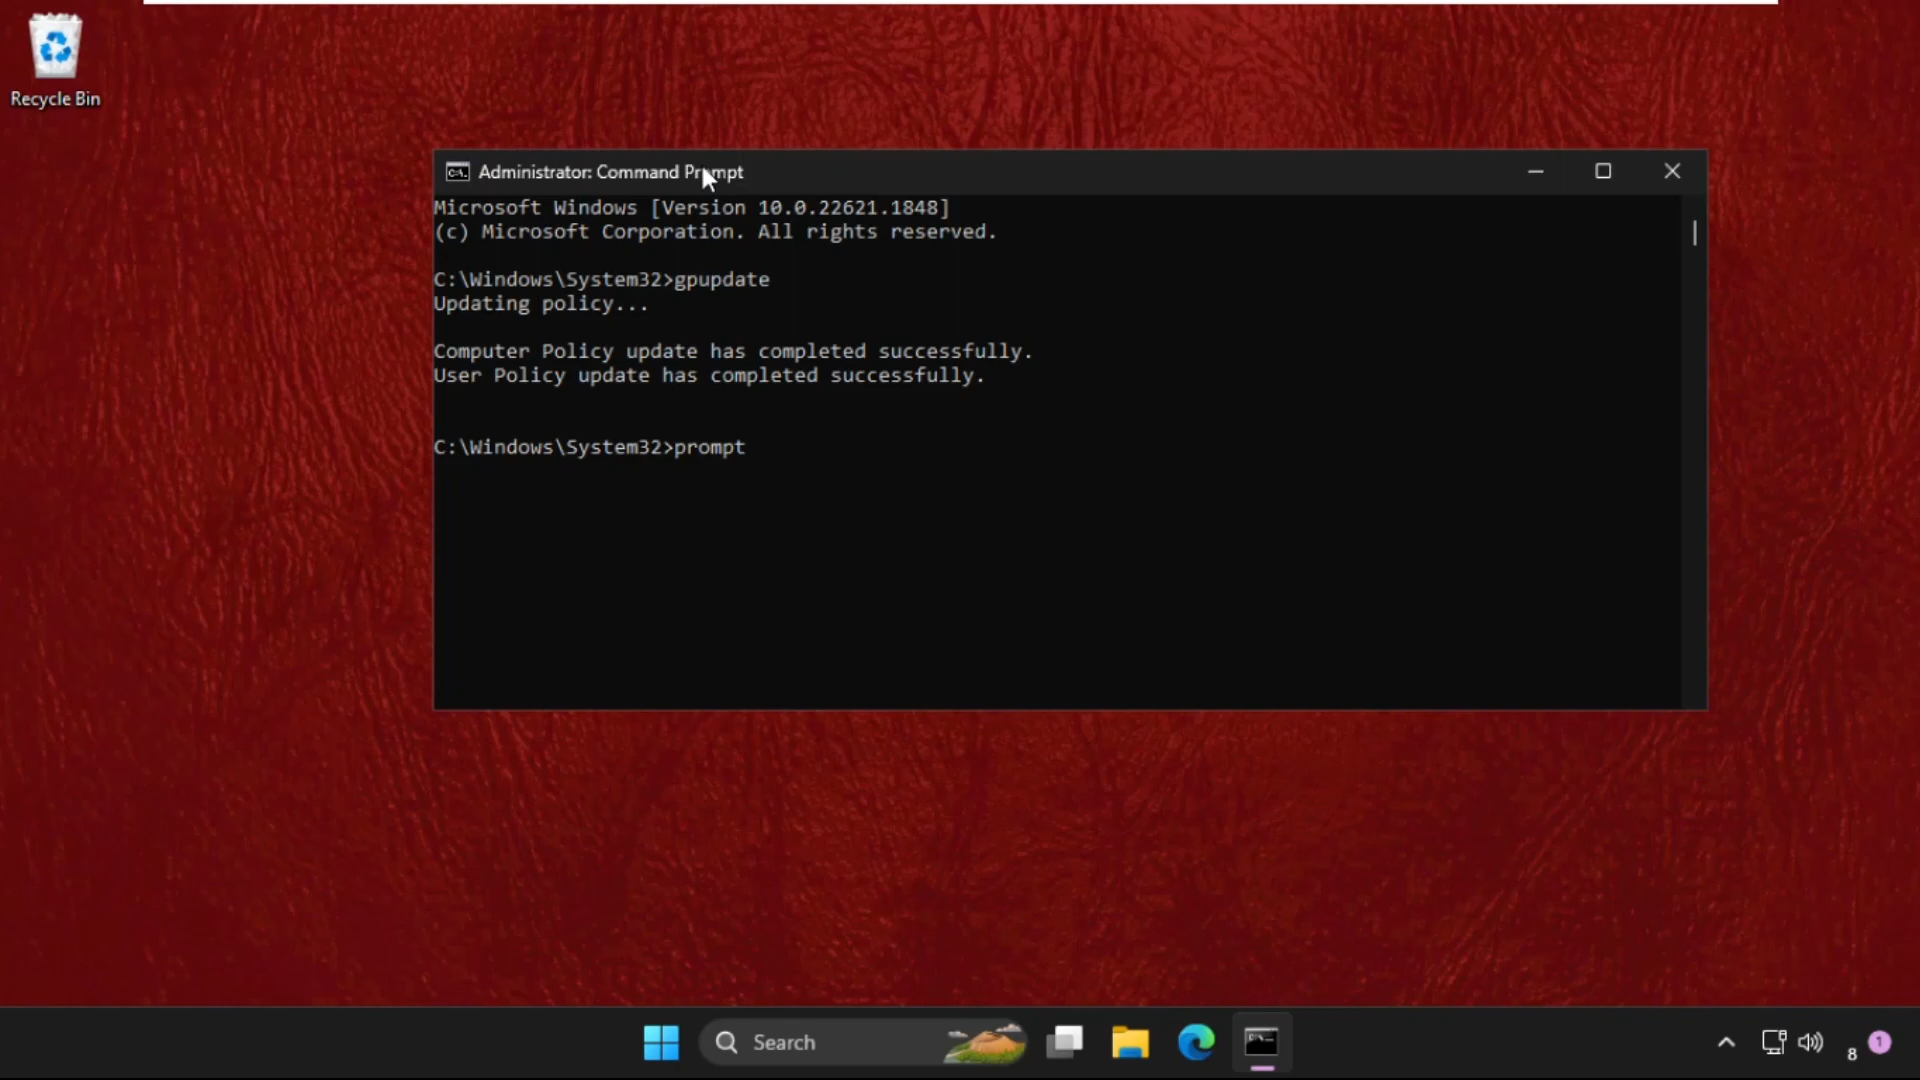 Recycle Bin
Administrator: Command Prompt
Microsoft Windows [Version 10.0.22621.1848]
(c) Microsoft Corporation. All rights reserved.
C:\Windows\System32>gpupdate
Updating policy...
Computer Policy update has completed successfully.
User Policy update has completed successfully.
C:\Windows\System32>prompt
Search
8
1